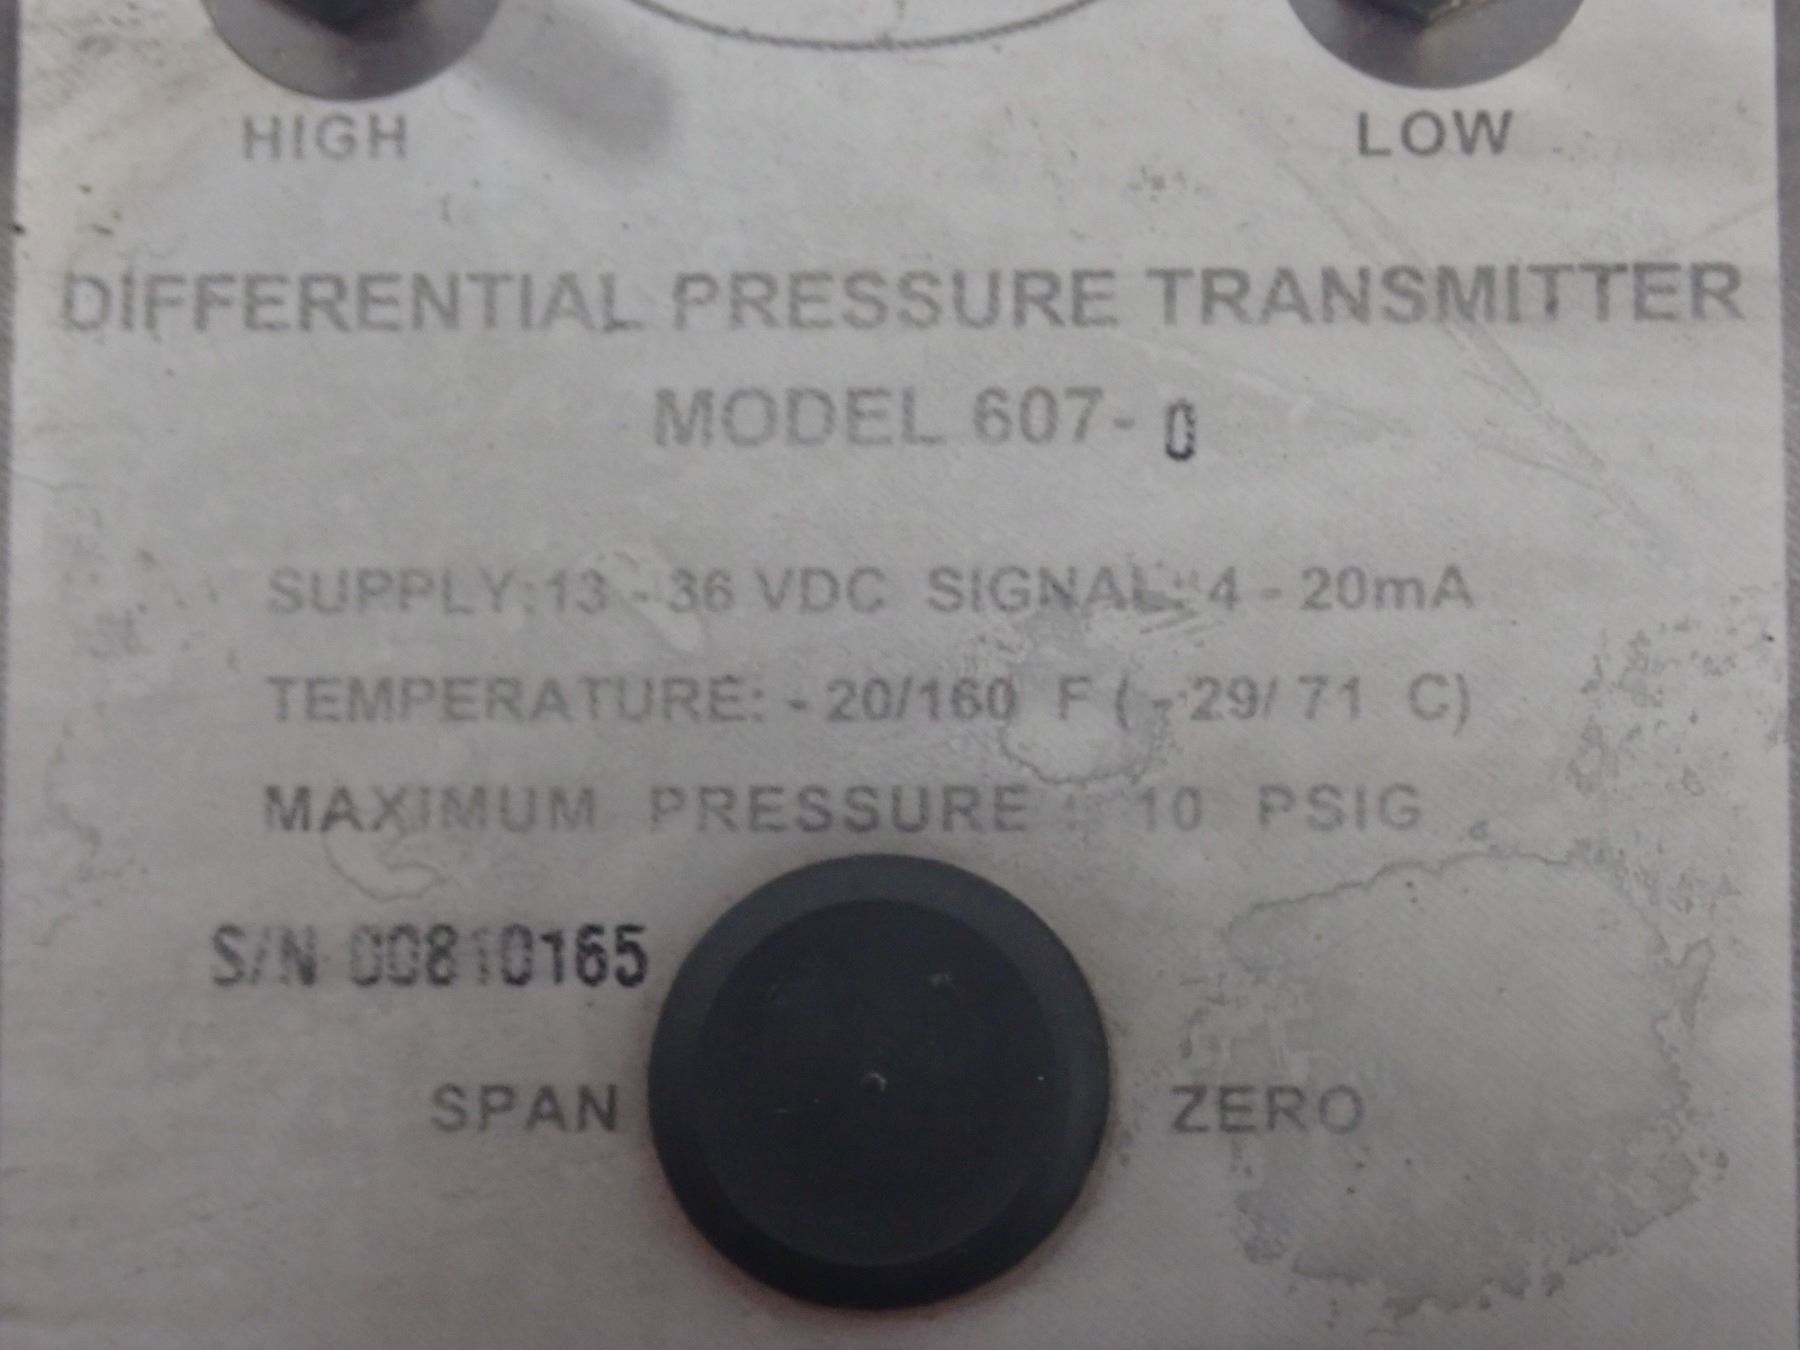 HIGH LOW
DIFFERENTIAL PRESSURE TRANSMITTER
MODEL 607- 0
SUPPLY:13 - 36 VDC SIGNAL: 4 - 20mA
TEMPERATURE: - 20/160 F ( - 29/ 71 C)
MAXIMUM PRESSURE : 10 PSIG
S/N 00810165
SPAN ZERO